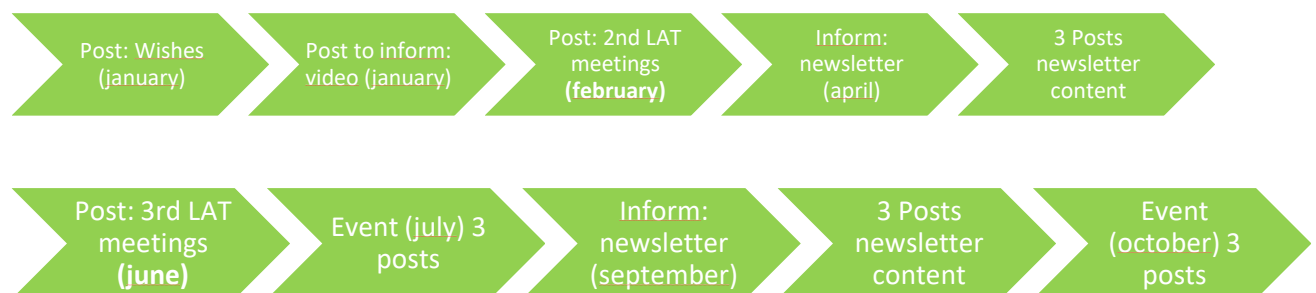 Post: Wishes
(january)
Post to inform:
video (january)
Post: 2nd LAT
meetings
(february)
Inform:
newsletter
(april)
3 Posts
newsletter
content
Post: 3rd LAT
meetings
(june)
Event (july) 3
posts
Inform:
newsletter
(september)
3 Posts
newsletter
content
Event
(october) 3
posts